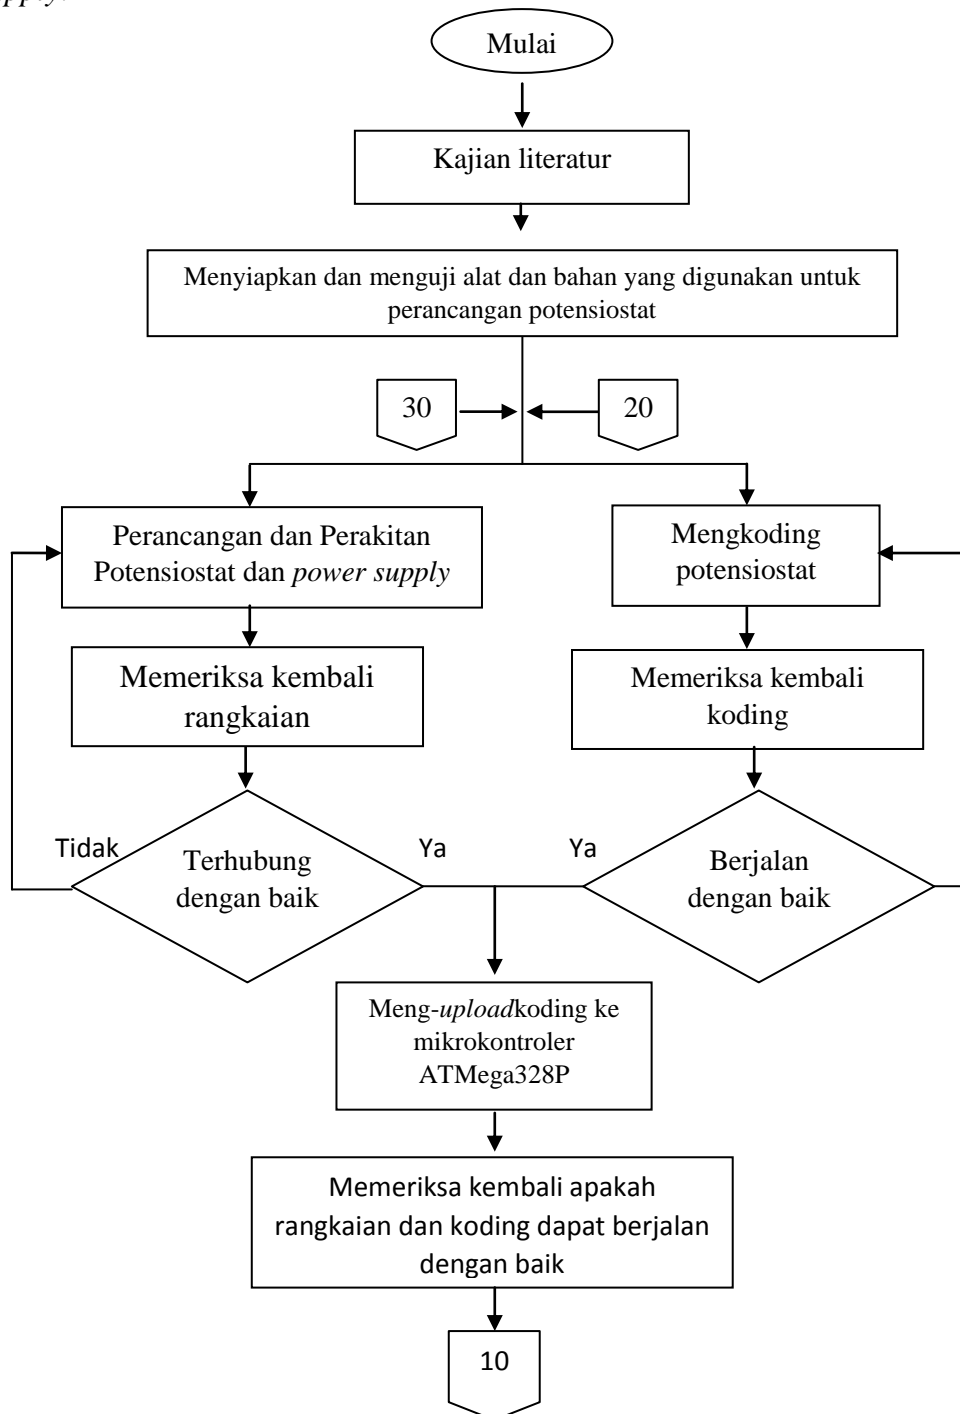 Mulai
Kajian literatur
Menyiapkan dan menguji alat dan bahan yang digunakan untuk
perancangan potensiostat
30
20
Perancangan dan Perakitan
Potensiostat dan power supply
Mengkoding
potensiostat
Memeriksa kembali
rangkaian
Memeriksa kembali
koding
Tidak
Terhubung
dengan baik
Ya
Ya
Berjalan
dengan baik
Meng-uploadkoding ke
mikrokontroler
ATMega328P
Memeriksa kembali apakah
rangkaian dan koding dapat berjalan
dengan baik
10